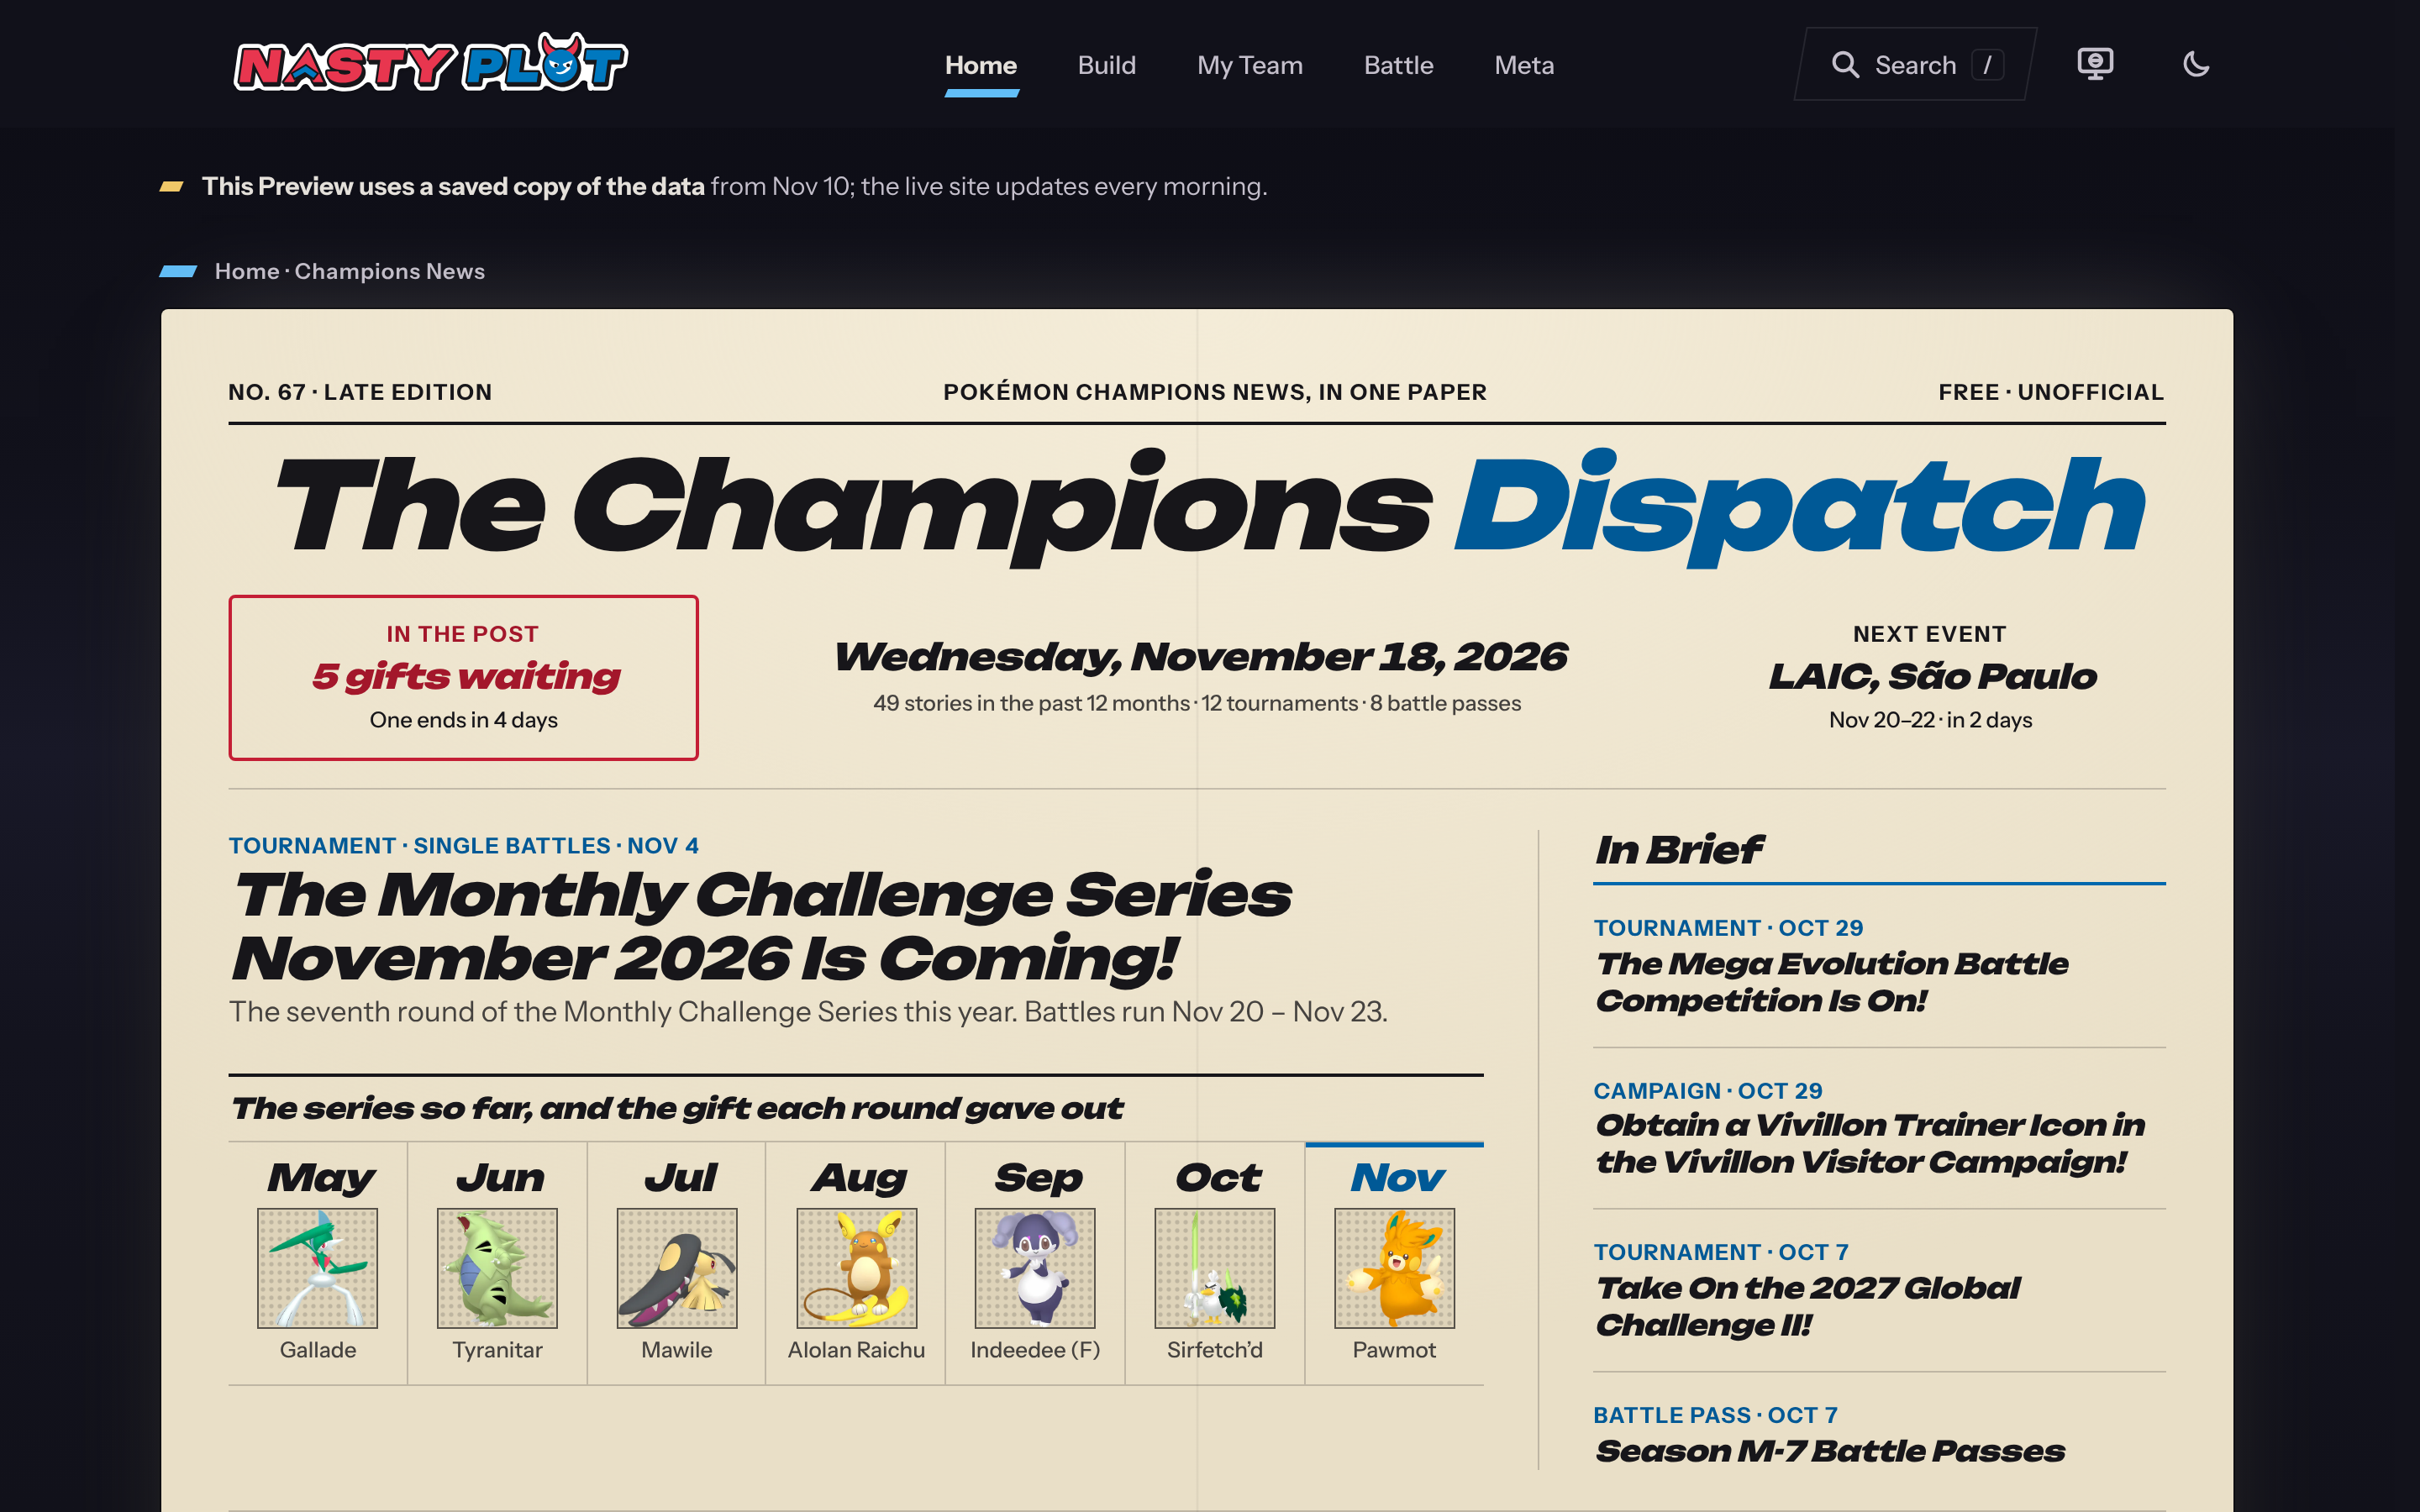 NASTY PLOT
Home
Build
My Team
Battle
Meta
Search /
This Preview uses a saved copy of the data from Nov 10; the live site updates every morning.
Home · Champions News
NO. 67 · LATE EDITION
POKÉMON CHAMPIONS NEWS, IN ONE PAPER
FREE · UNOFFICIAL
The Champions Dispatch
IN THE POST
5 gifts waiting
One ends in 4 days
Wednesday, November 18, 2026
49 stories in the past 12 months · 12 tournaments · 8 battle passes
NEXT EVENT
LAIC, São Paulo
Nov 20–22 · in 2 days
TOURNAMENT · SINGLE BATTLES · NOV 4
The Monthly Challenge Series
November 2026 Is Coming!
The seventh round of the Monthly Challenge Series this year. Battles run Nov 20 – Nov 23.
The series so far, and the gift each round gave out
May
Jun
Jul
Aug
Sep
Oct
Nov
Gallade
Tyranitar
Mawile
Alolan Raichu
Indeedee (F)
Sirfetch’d
Pawmot
In Brief
TOURNAMENT · OCT 29
The Mega Evolution Battle
Competition Is On!
CAMPAIGN · OCT 29
Obtain a Vivillon Trainer Icon in
the Vivillon Visitor Campaign!
TOURNAMENT · OCT 7
Take On the 2027 Global
Challenge II!
BATTLE PASS · OCT 7
Season M-7 Battle Passes